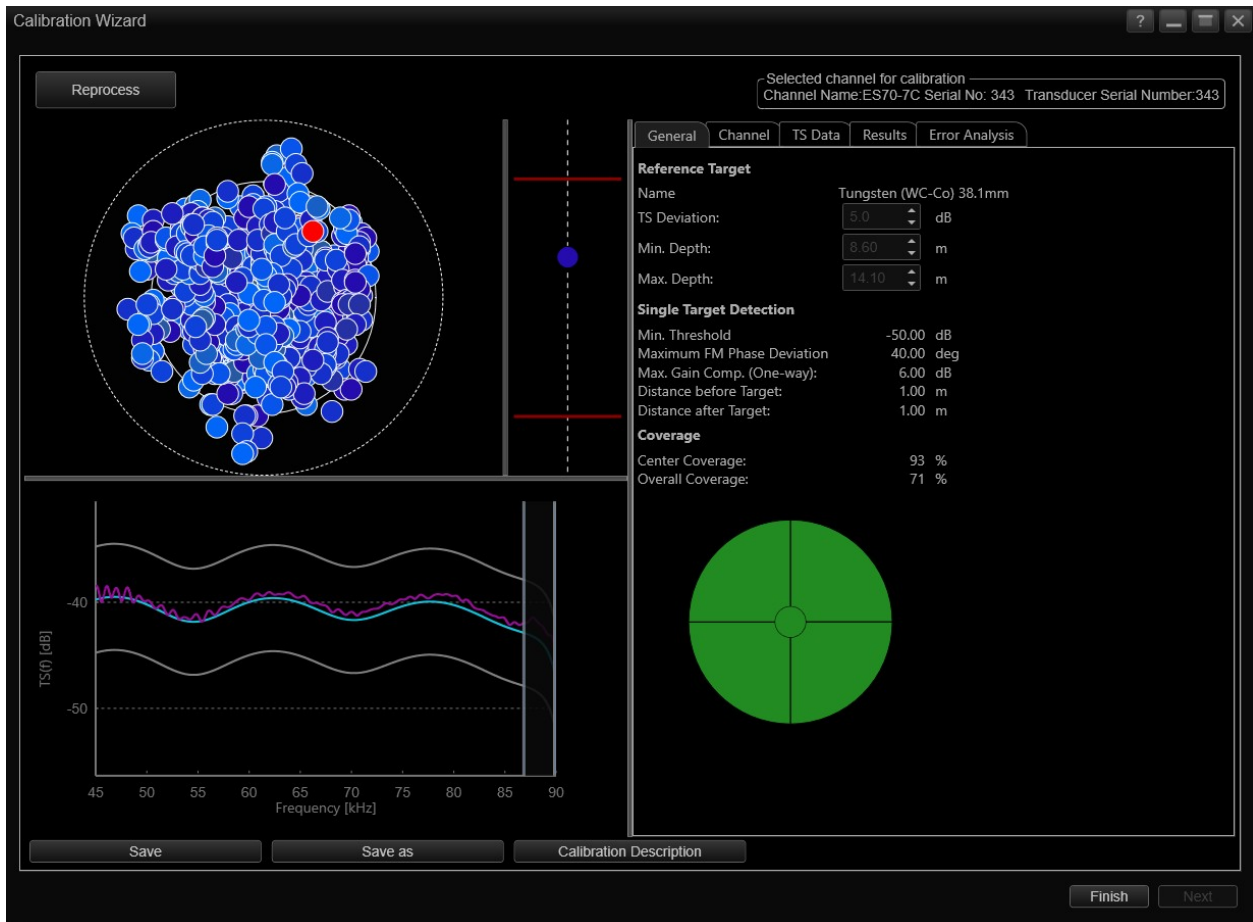 Calibration Wizard
?
Reprocess
Selected channel for calibration
Channel Name:ES70-7C Serial No: 343 Transducer Serial Number:343
General Channel TS Data Results Error Analysis
Reference Target
Name Tungsten (WC-Co) 38.1mm
TS Deviation: 5.0 dB
Min. Depth: 8.60 m
Max. Depth: 14.10 m
Single Target Detection
Min. Threshold -50.00 dB
Maximum FM Phase Deviation 40.00 deg
Max. Gain Comp. (One-way): 6.00 dB
Distance before Target: 1.00 m
Distance after Target: 1.00 m
Coverage
Center Coverage: 93 %
Overall Coverage: 71 %
-40
TS(f) [dB]
-50
45 50 55 60 65 70 75 80 85 90
Frequency [kHz]
Save Save as Calibration Description
Finish Next